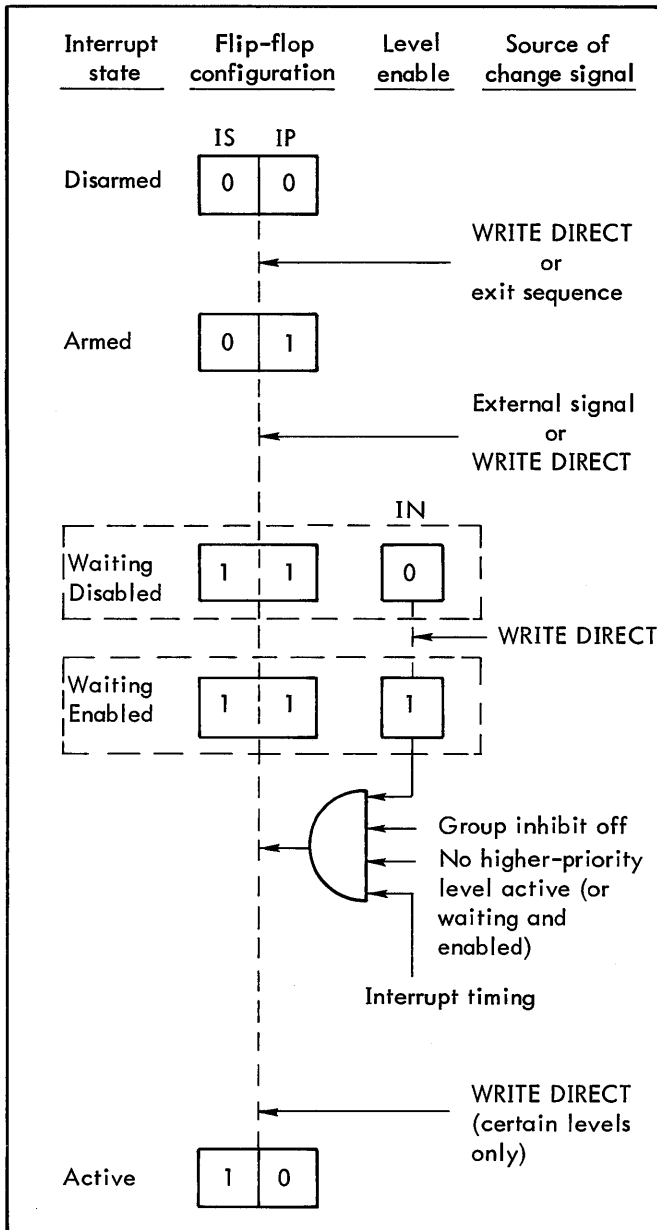 Interrupt state
Flip-flop configuration
Level enable
Source of change signal
IS IP
Disarmed 0 0
WRITE DIRECT
or
exit sequence
Armed 0 1
External signal
or
WRITE DIRECT
IN
Waiting
Disabled 1 1 0
WRITE DIRECT
Waiting
Enabled 1 1 1
Group inhibit off
No higher-priority
level active (or
waiting and
enabled)
Interrupt timing
WRITE DIRECT
(certain levels
only)
Active 1 0